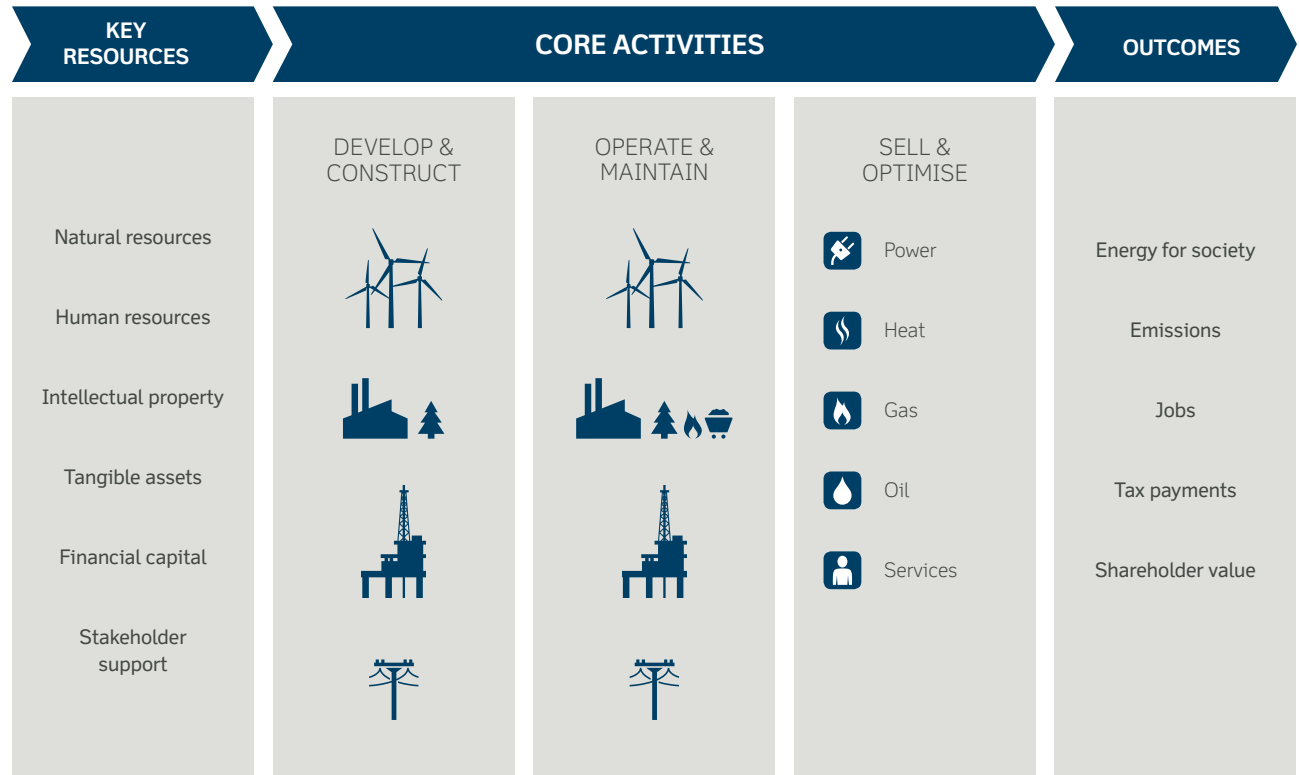 KEY
RESOURCES
CORE ACTIVITIES
OUTCOMES
Natural resources
Human resources
Intellectual property
Tangible assets
Financial capital
Stakeholder
support
DEVELOP &
CONSTRUCT
OPERATE &
MAINTAIN
SELL &
OPTIMISE
Power
Heat
Gas
Oil
Services
Energy for society
Emissions
Jobs
Tax payments
Shareholder value